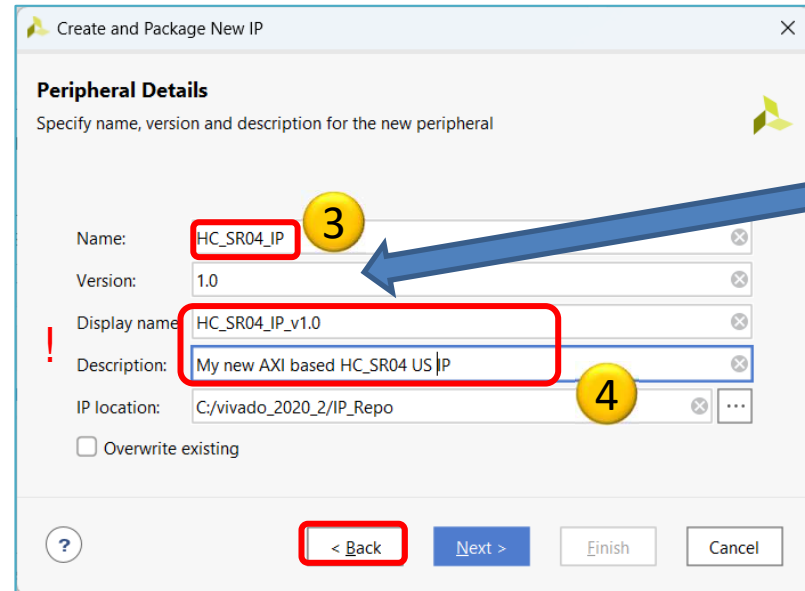 Create and Package New IP
Peripheral Details
Specify name, version and description for the new peripheral
3
Name: HC_SR04_IP
Version: 1.0
Display name HC_SR04_IP_v1.0
!
Description: My new AXI based HC_SR04 US IP
4
IP location: C:/vivado_2020_2/IP_Repo ...
Overwrite existing
? < Back Next > Finish Cancel